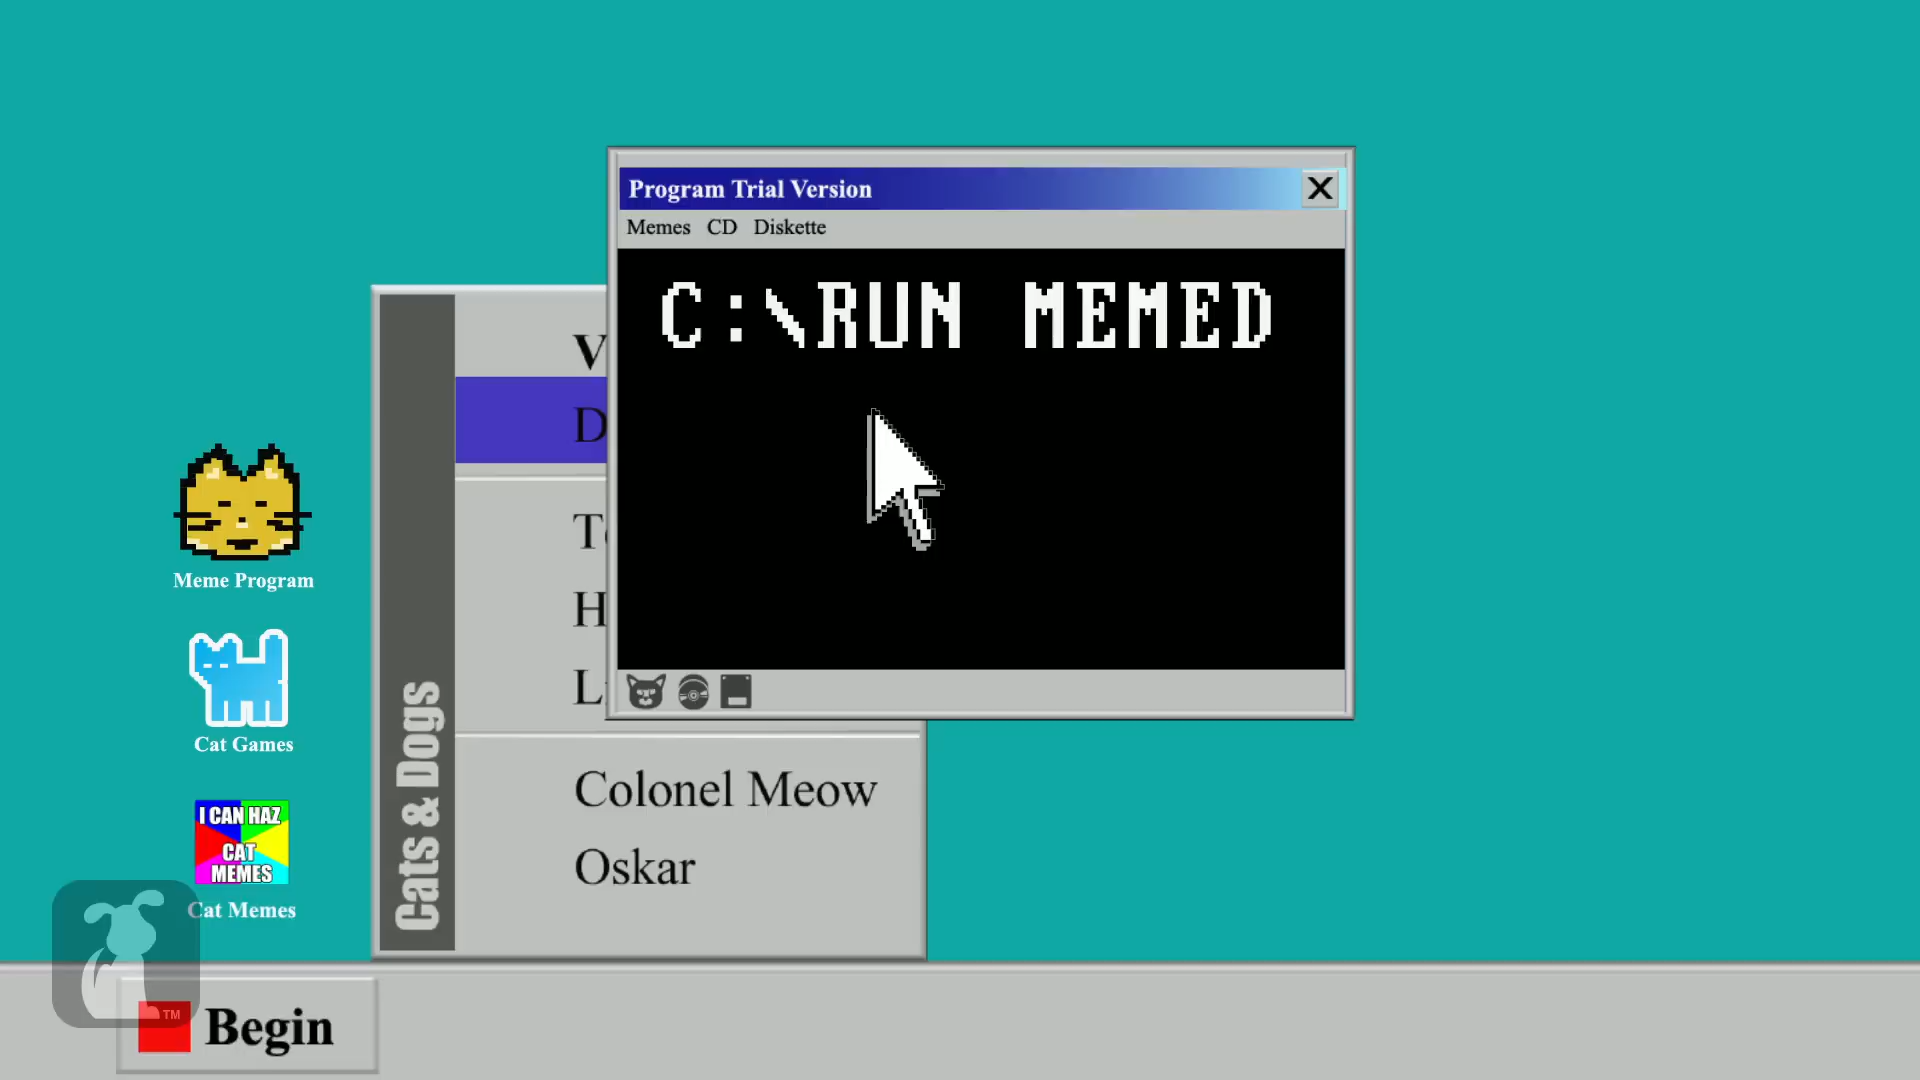 Program Trial Version
Memes CD Diskette
C:\RUN MEMED
Meme Program
Cat Games
I CAN HAZ
CAT
MEMES
Cat Memes
Cats & Dogs
Colonel Meow
Oskar
TM
Begin